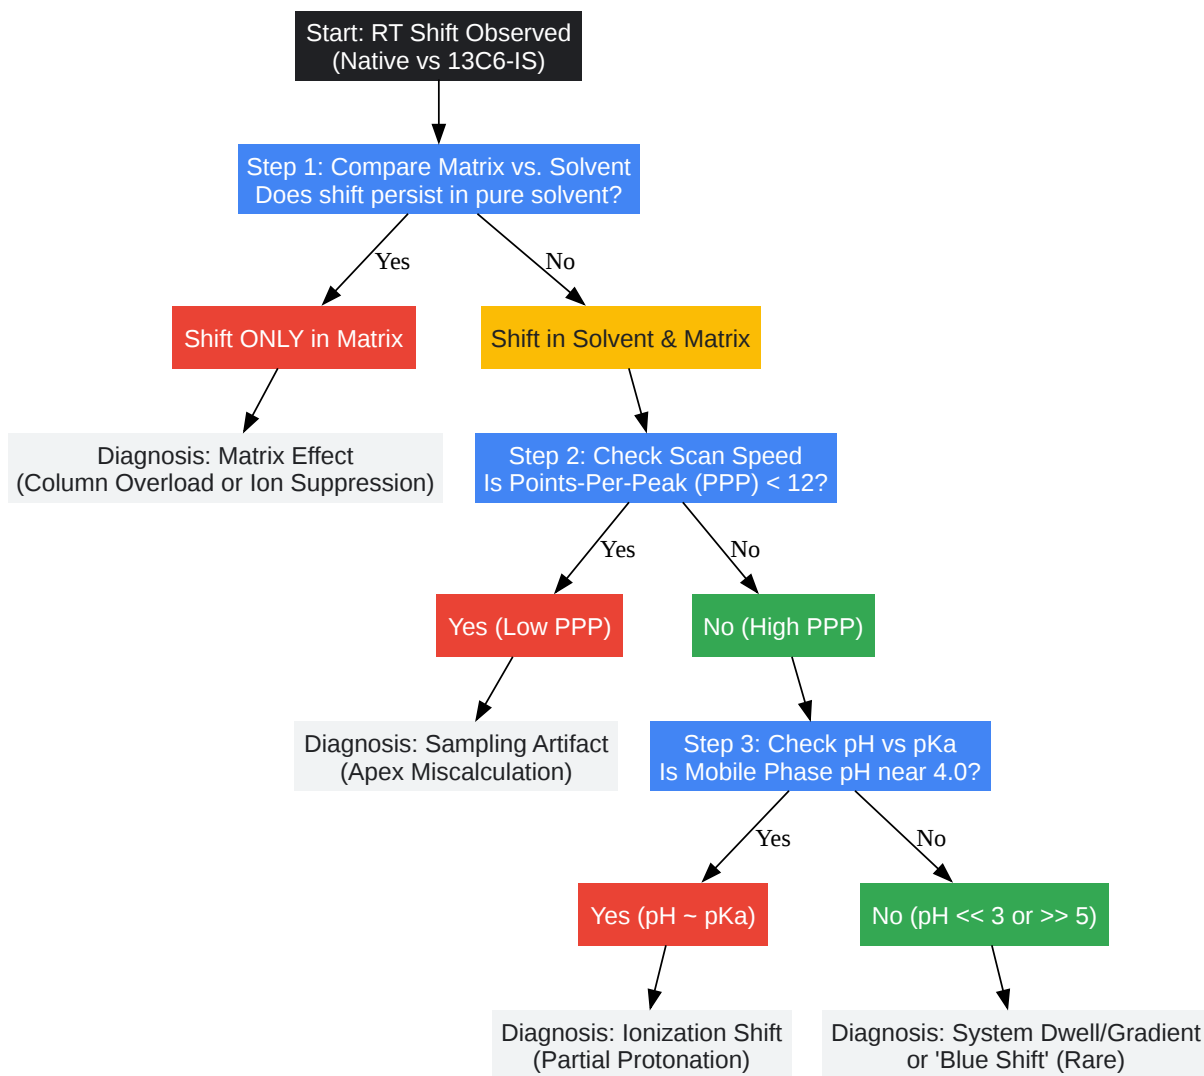 Start: RT Shift Observed
(Native vs 13C6-IS)
Step 1: Compare Matrix vs. Solvent
Does shift persist in pure solvent?
Yes
No
Shift ONLY in Matrix
Shift in Solvent & Matrix
Diagnosis: Matrix Effect
(Column Overload or Ion Suppression)
Step 2: Check Scan Speed
Is Points-Per-Peak (PPP) < 12?
Yes
No
Yes (Low PPP)
No (High PPP)
Diagnosis: Sampling Artifact
(Apex Miscalculation)
Step 3: Check pH vs pKa
Is Mobile Phase pH near 4.0?
Yes
No
Yes (pH ~ pKa)
No (pH << 3 or >> 5)
Diagnosis: Ionization Shift
(Partial Protonation)
Diagnosis: System Dwell/Gradient
or 'Blue Shift' (Rare)